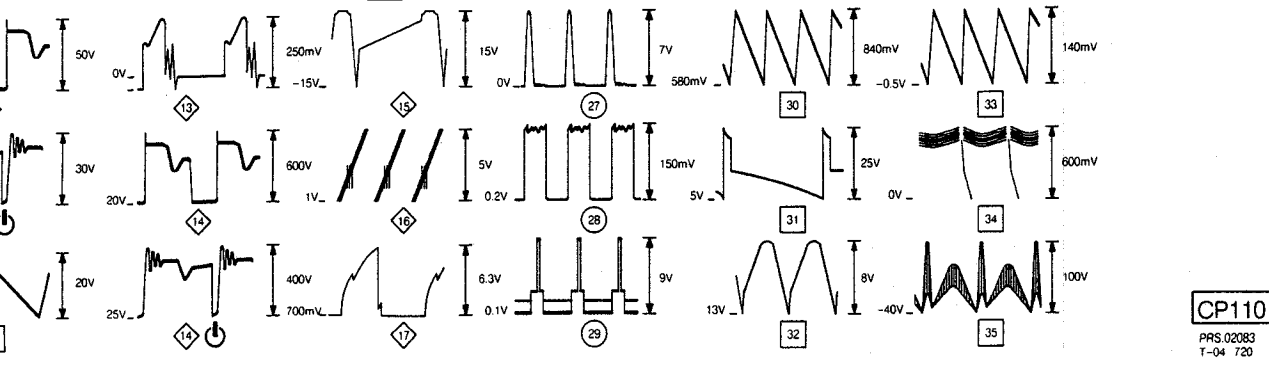 50V
0V
13
250mV
-15V
15
15V
0V
27
7V
580mV
30
840mV
-0.5V
33
140mV
30V
20V
14
600V
1V
16
5V
0.2V
28
150mV
5V
31
25V
0V
34
600mV
20V
25V
14
400V
700mV
17
6.3V
0.1V
29
9V
13V
32
8V
-40V
35
100V
CP110
PRS.02083
T-04 720